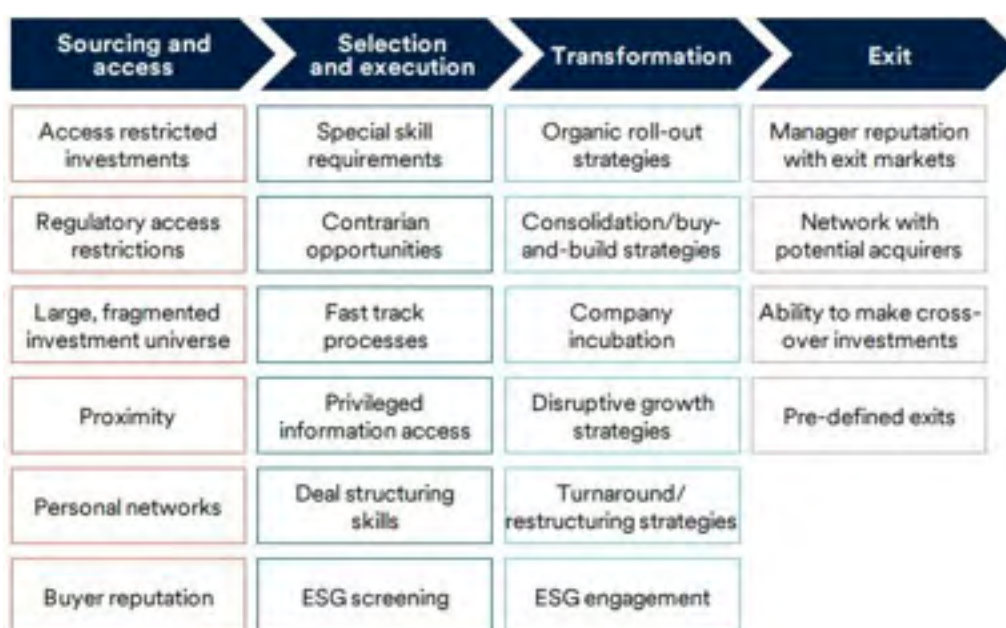 Sourcing and
access
Selection
and execution
Transformation
Exit
Access restricted
investments
Special skill
requirements
Organic roll-out
strategies
Manager reputation
with exit markets
Regulatory access
restrictions
Contrarian
opportunities
Consolidation/buy-
and-build strategies
Network with
potential acquirers
Large, fragmented
investment universe
Fast track
processes
Company
incubation
Ability to make cross-
over investments
Proximity
Privileged
information access
Disruptive growth
strategies
Pre-defined exits
Personal networks
Deal structuring
skills
Turnaround/
restructuring strategies
Buyer reputation
ESG screening
ESG engagement